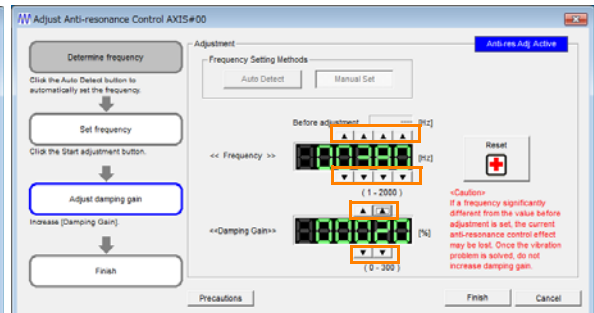 Adjust Anti-resonance Control AXIS#00
Determine frequency
Click the Auto Detect button to
automatically set the frequency.
Set frequency
Click the Start adjustment button.
Adjust damping gain
Increase [Damping Gain].
Finish
Adjustment
Anti-res Adj Active
Frequency Setting Methods
Auto Detect
Manual Set
Before adjustment
---- [Hz]
<< Frequency >>
[Hz]
( 1 - 2000 )
<<Damping Gain>>
[%]
( 0 - 300 )
Reset
<Caution>
If a frequency significantly
different from the value before
adjustment is set, the current
anti-resonance control effect
may be lost. Once the vibration
problem is solved, do not
increase damping gain.
Precautions
Finish
Cancel